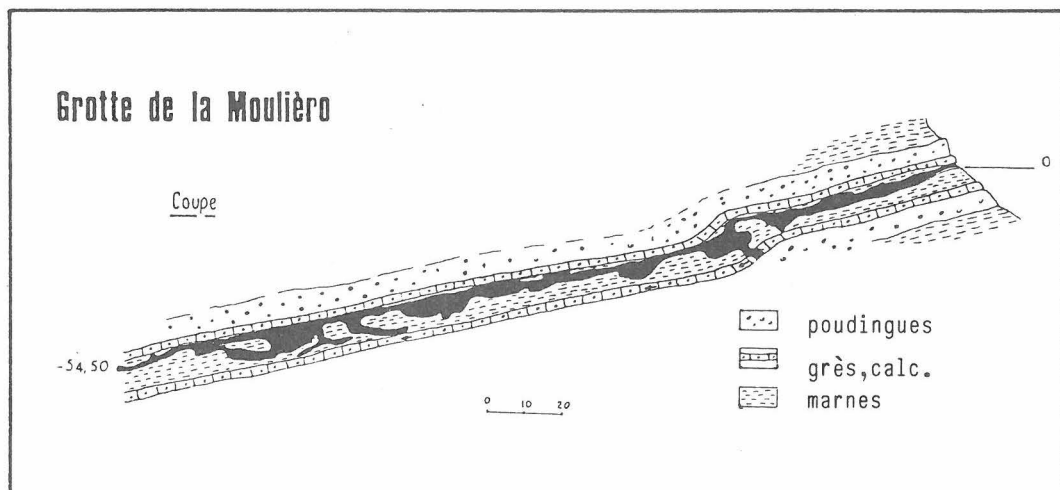 Grotte de la Moulièro
Coupe
0
-54,50
0 10 20
poudingues
grès,calc.
marnes